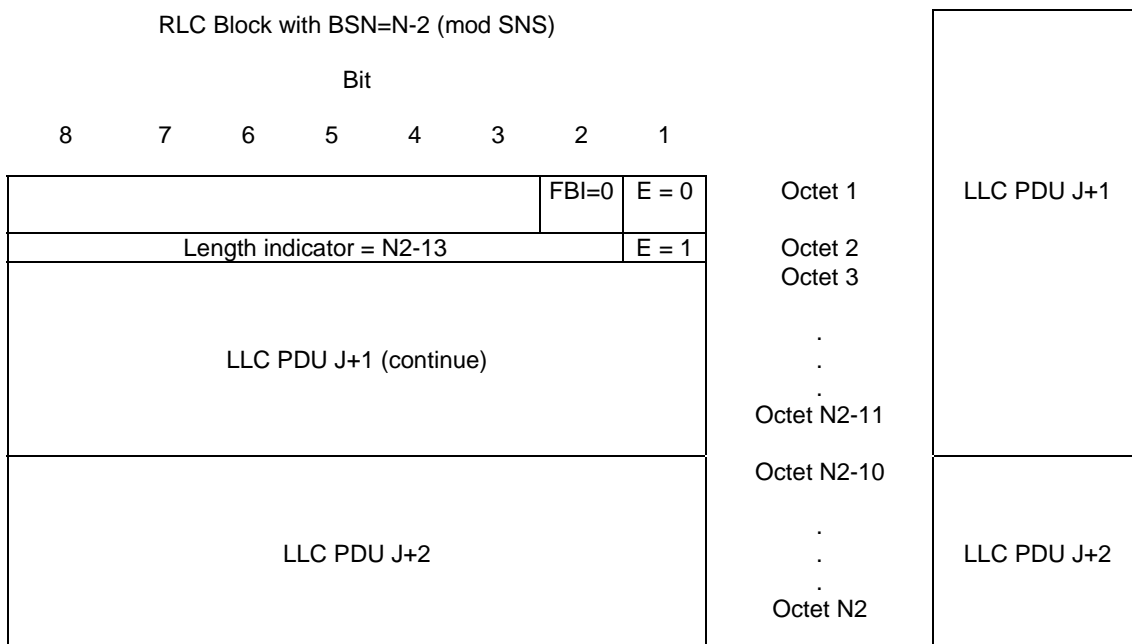 RLC Block with BSN=N-2 (mod SNS)
Bit
8 7 6 5 4 3 2 1
FBI=0 E = 0 Octet 1 LLC PDU J+1
Length indicator = N2-13 E = 1 Octet 2
Octet 3
.
LLC PDU J+1 (continue) .
.
Octet N2-11
Octet N2-10
.
LLC PDU J+2 . LLC PDU J+2
.
Octet N2